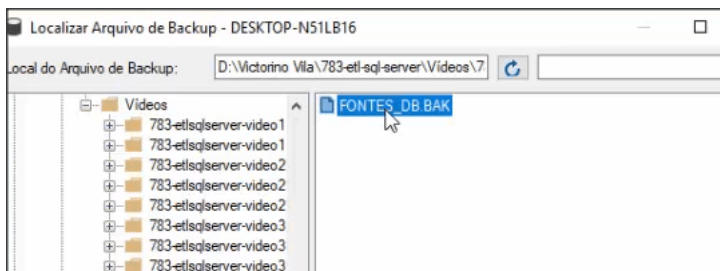 Localizar Arquivo de Backup - DESKTOP-N51LB16
Local do Arquivo de Backup: D:\Victorino Vila\783-etl-sql-server\Vídeos\7
Vídeos
783-etlsqlserver-video1
783-etlsqlserver-video1
783-etlsqlserver-video2
783-etlsqlserver-video2
783-etlsqlserver-video2
783-etlsqlserver-video3
783-etlsqlserver-video3
783-etlsqlserver-video3
FONTES_DB.BAK